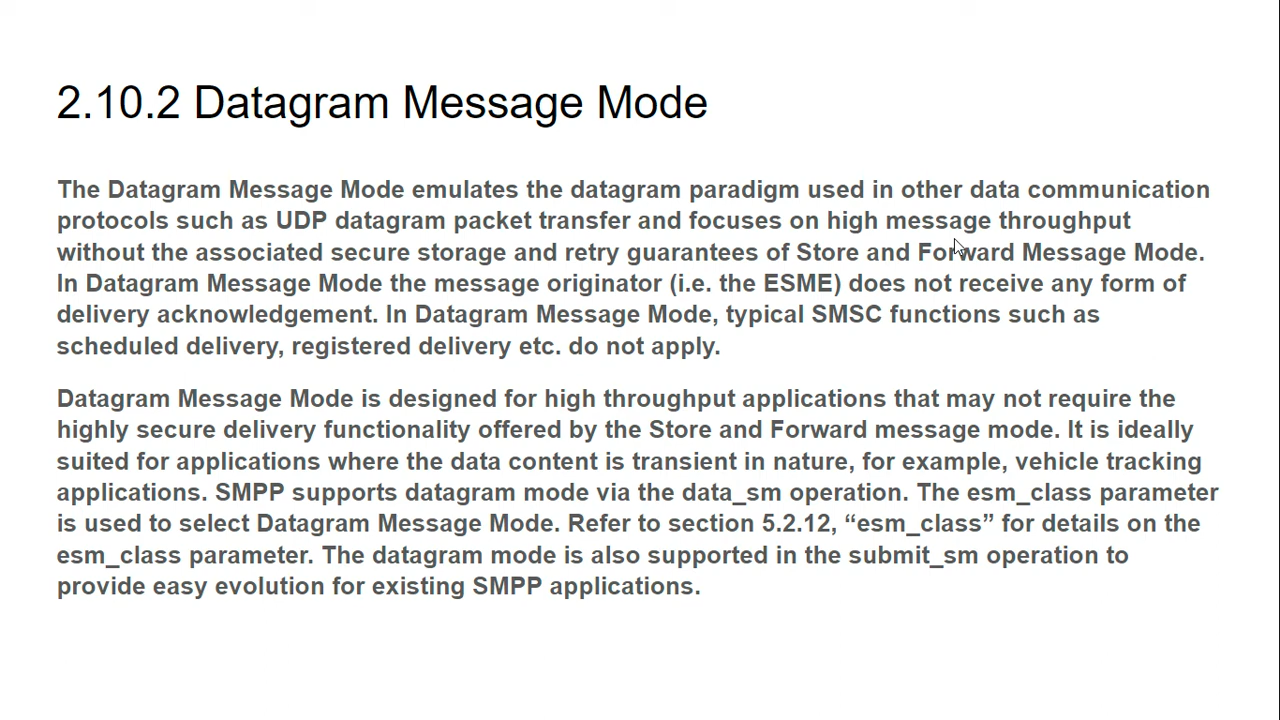 2.10.2 Datagram Message Mode
The Datagram Message Mode emulates the datagram paradigm used in other data communication
protocols such as UDP datagram packet transfer and focuses on high message throughput
without the associated secure storage and retry guarantees of Store and Forward Message Mode.
In Datagram Message Mode the message originator (i.e. the ESME) does not receive any form of
delivery acknowledgement. In Datagram Message Mode, typical SMSC functions such as
scheduled delivery, registered delivery etc. do not apply.
Datagram Message Mode is designed for high throughput applications that may not require the
highly secure delivery functionality offered by the Store and Forward message mode. It is ideally
suited for applications where the data content is transient in nature, for example, vehicle tracking
applications. SMPP supports datagram mode via the data_sm operation. The esm_class parameter
is used to select Datagram Message Mode. Refer to section 5.2.12, “esm_class” for details on the
esm_class parameter. The datagram mode is also supported in the submit_sm operation to
provide easy evolution for existing SMPP applications.